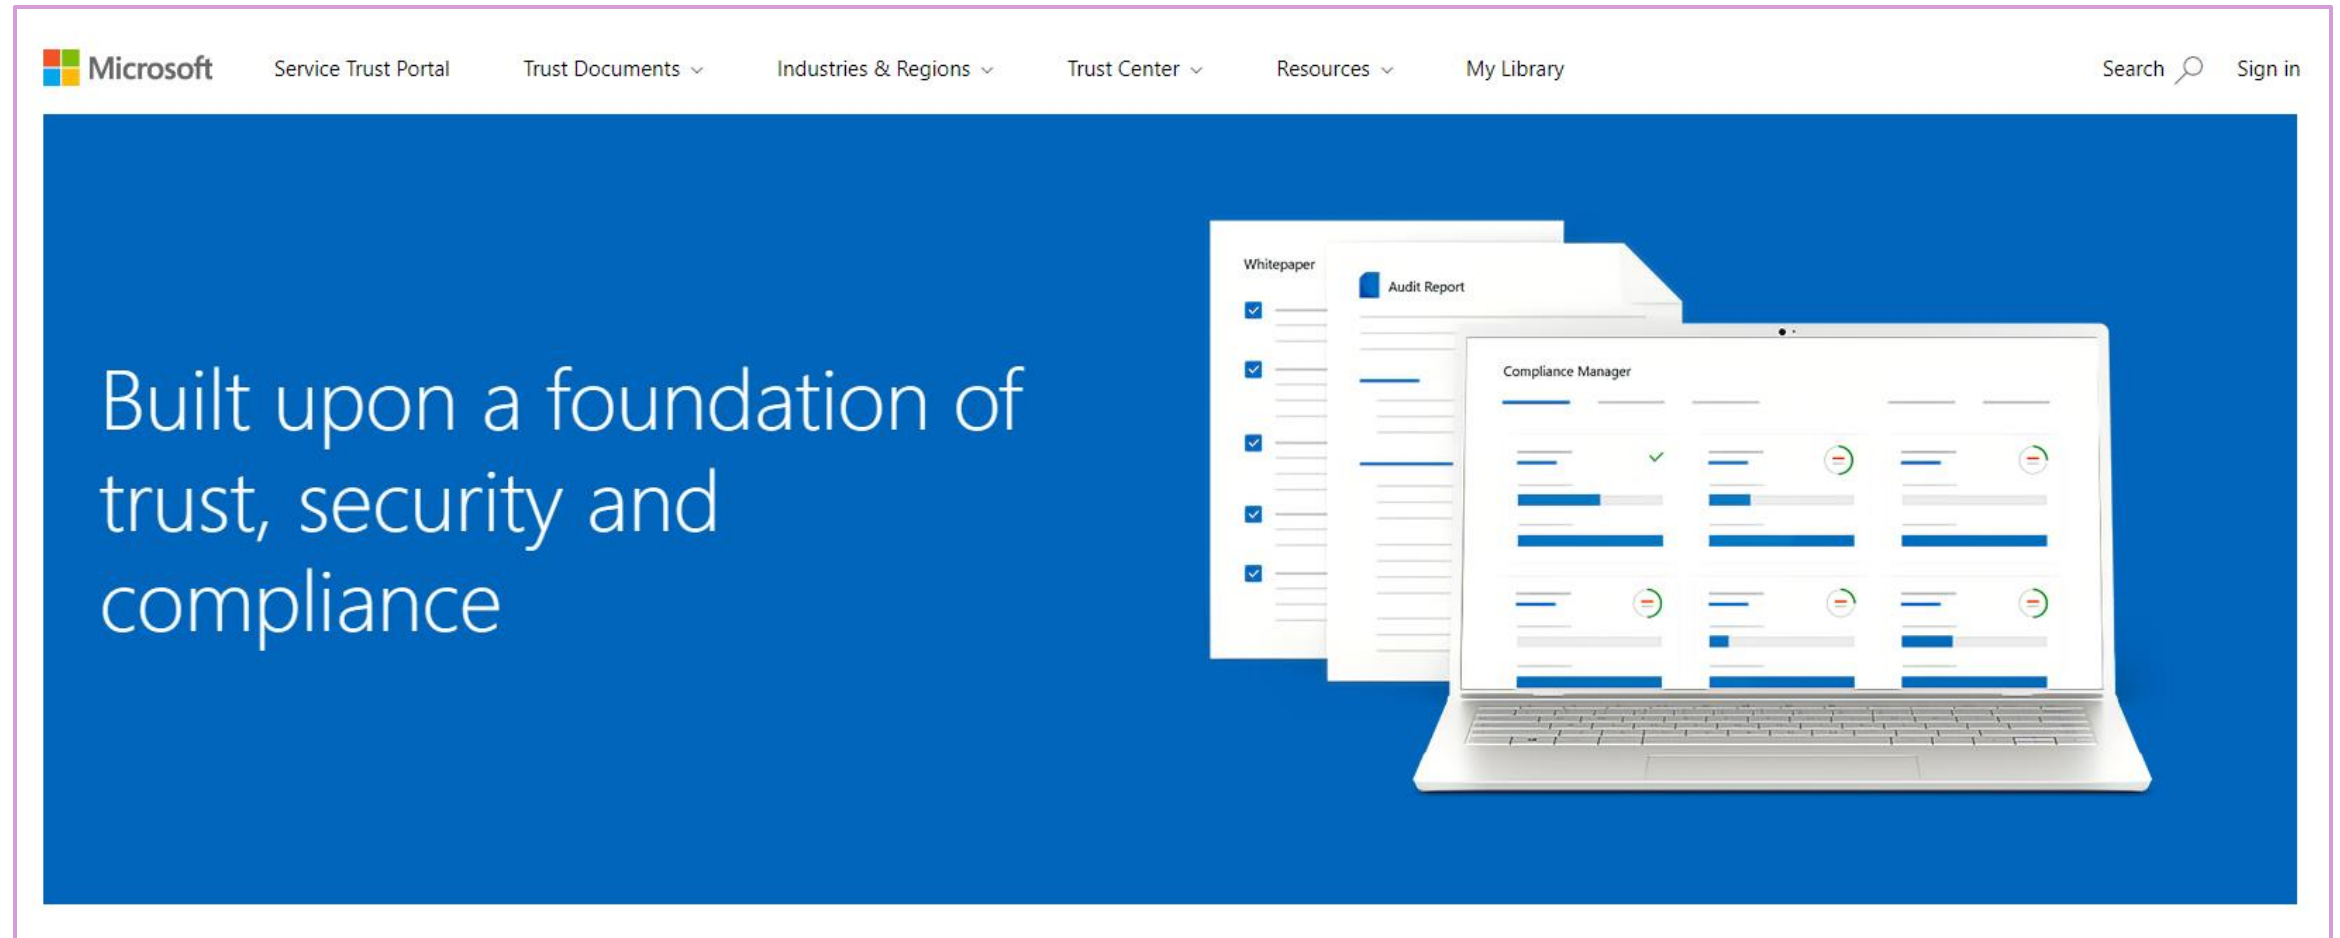 Microsoft Service Trust Portal Trust Documents Industries & Regions Trust Center Resources My Library Search Sign in
Built upon a foundation of
trust, security and
compliance
Whitepaper
Audit Report
Compliance Manager